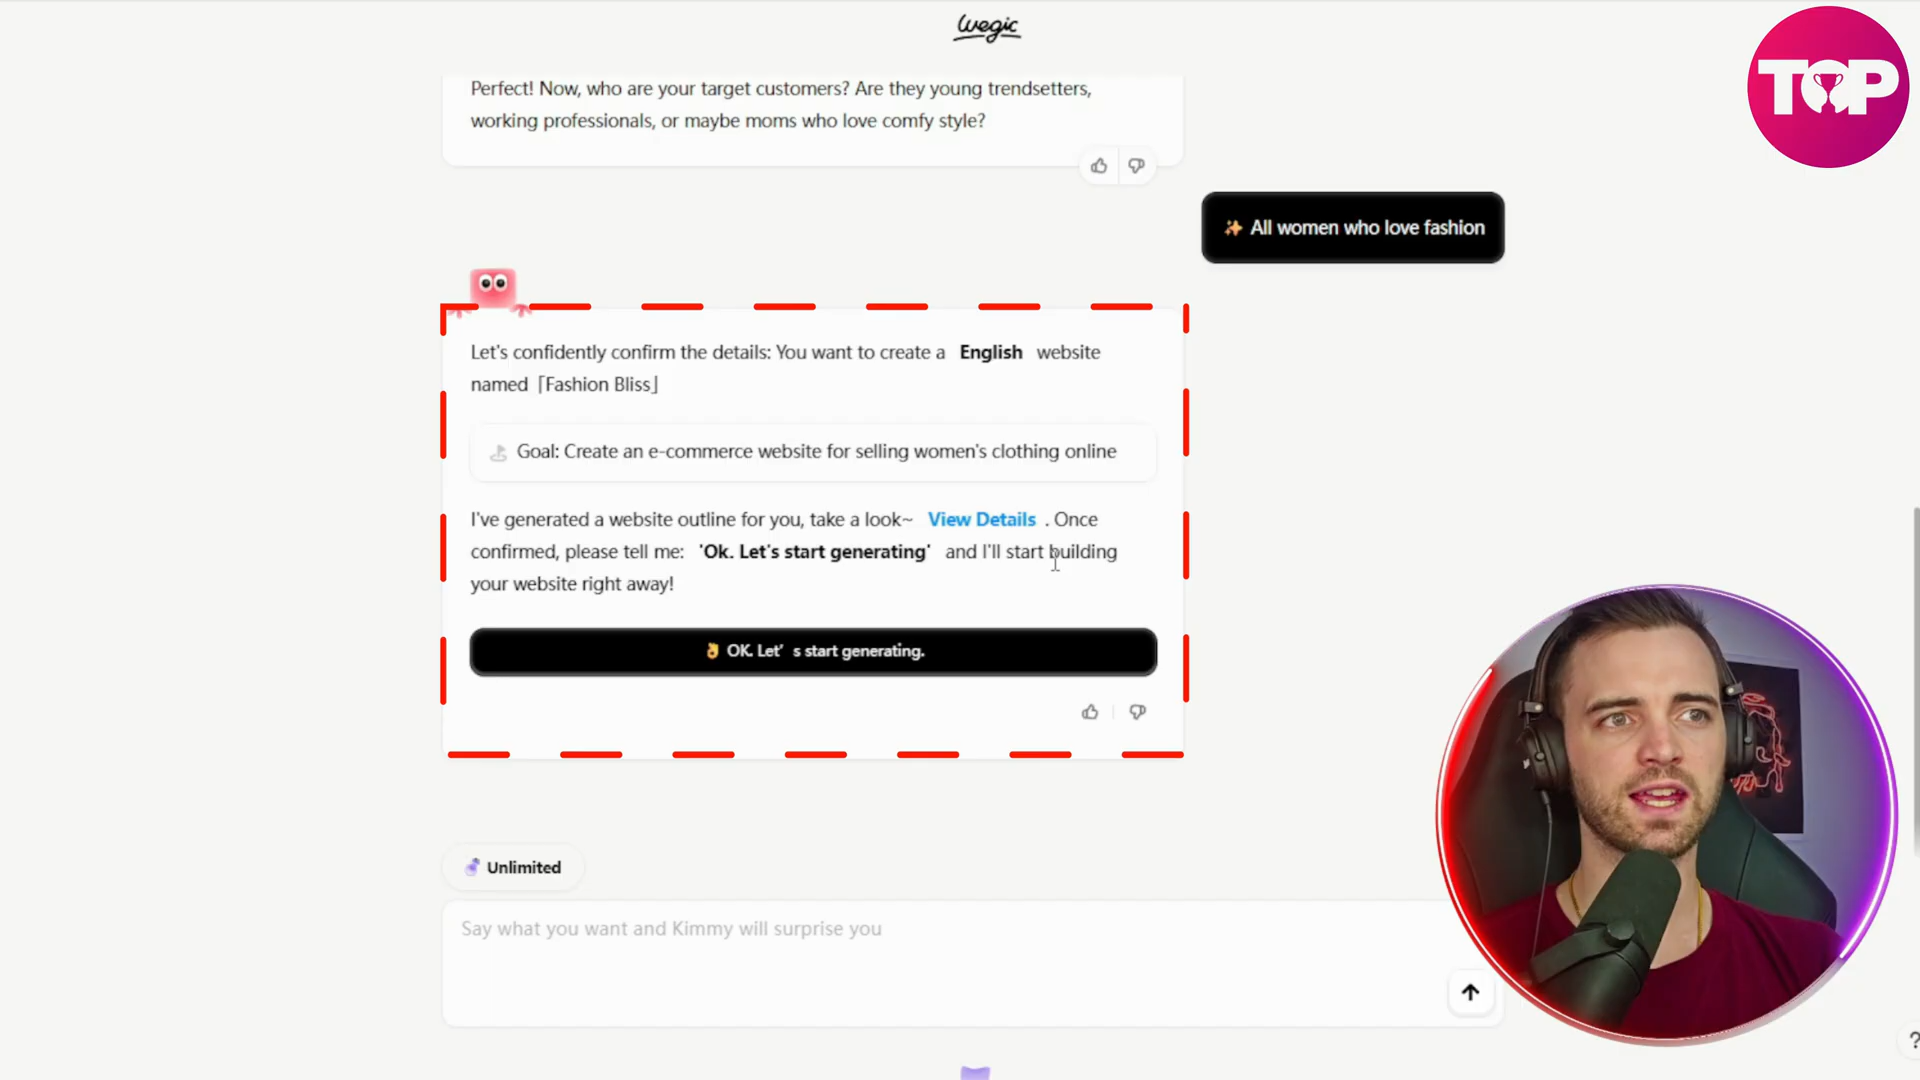 wegic
TOP
Perfect! Now, who are your target customers? Are they young trendsetters,
working professionals, or maybe moms who love comfy style?
✨ All women who love fashion
Let's confidently confirm the details: You want to create a English website
named「Fashion Bliss」
Goal: Create an e-commerce website for selling women's clothing online
I've generated a website outline for you, take a look~ View Details . Once
confirmed, please tell me: 'Ok. Let's start generating' and I'll start building
your website right away!
👌 OK. Let’s start generating.
Unlimited
Say what you want and Kimmy will surprise you
?